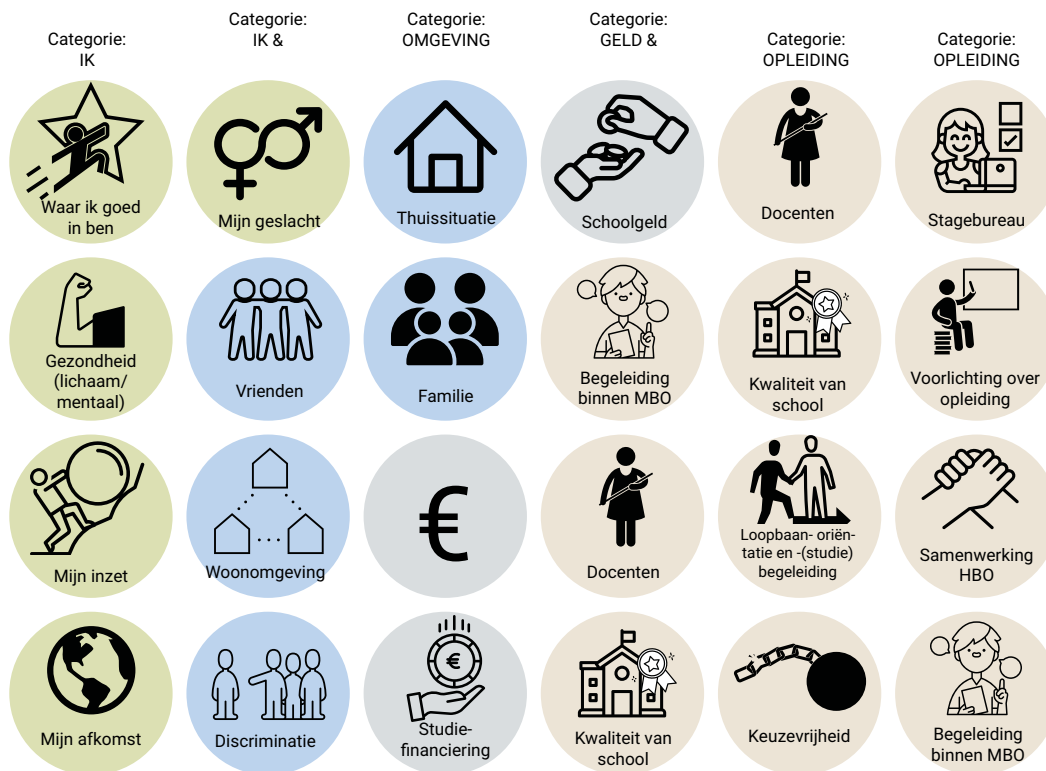 Categorie:
IK
Categorie:
IK &
Categorie:
OMGEVING
Categorie:
GELD &
Categorie:
OPLEIDING
Categorie:
OPLEIDING
Waar ik goed
in ben
Mijn geslacht
Thuissituatie
Schoolgeld
Docenten
Stagebureau
Gezondheid
(lichaam/
mentaal)
Vrienden
Familie
Begeleiding
binnen MBO
Kwaliteit van
school
Voorlichting over
opleiding
Mijn inzet
Woonomgeving
€
Docenten
Loopbaan- oriën-
tatie en -(studie)
begeleiding
Samenwerking
HBO
Mijn afkomst
Discriminatie
€
Studie-
financiering
Kwaliteit van
school
Keuzevrijheid
Begeleiding
binnen MBO